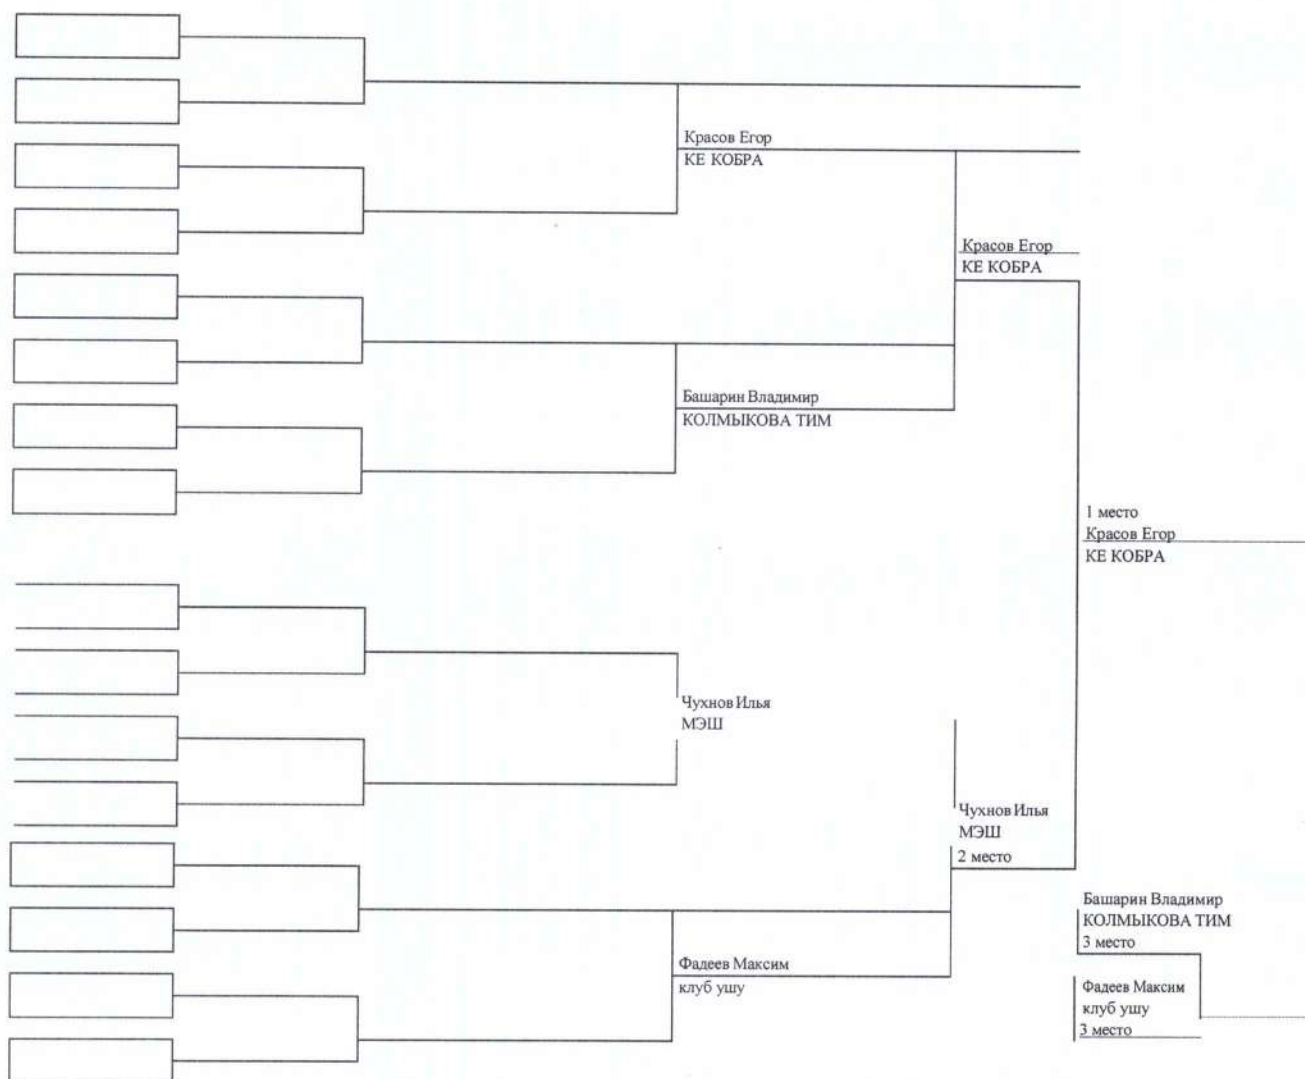 Красов Егор
КЕ КОБРА
Красов Егор
КЕ КОБРА
Башарин Владимир
КОЛМЫКОВА ТИМ
1 место
Красов Егор
КЕ КОБРА
Чухнов Илья
МЭШ
Чухнов Илья
МЭШ
2 место
Башарин Владимир
КОЛМЫКОВА ТИМ
3 место
Фадеев Максим
клуб ушу
Фадеев Максим
клуб ушу
3 место